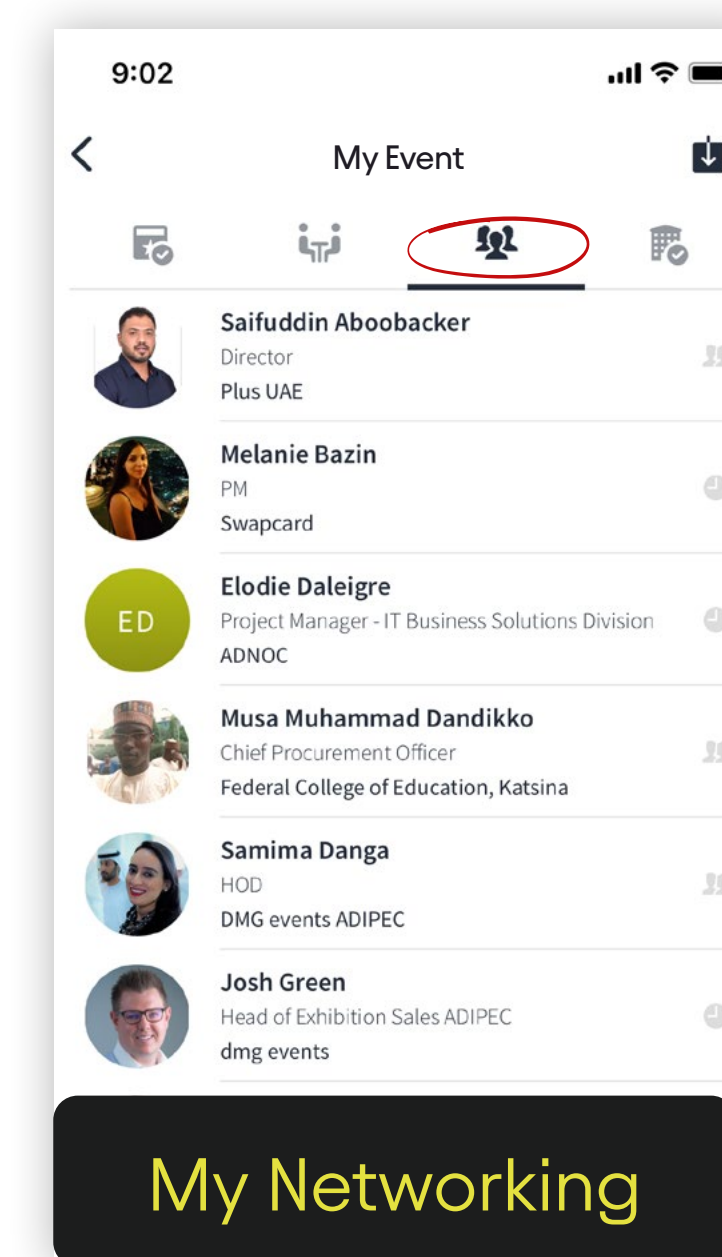 9:02
My Event
Saifuddin Aboobacker
Director
Plus UAE
Melanie Bazin
PM
Swapcard
ED
Elodie Daleigre
Project Manager - IT Business Solutions Division
ADNOC
Musa Muhammad Dandikko
Chief Procurement Officer
Federal College of Education, Katsina
Samima Danga
HOD
DMG events ADIPEC
Josh Green
Head of Exhibition Sales ADIPEC
dmg events
My Networking